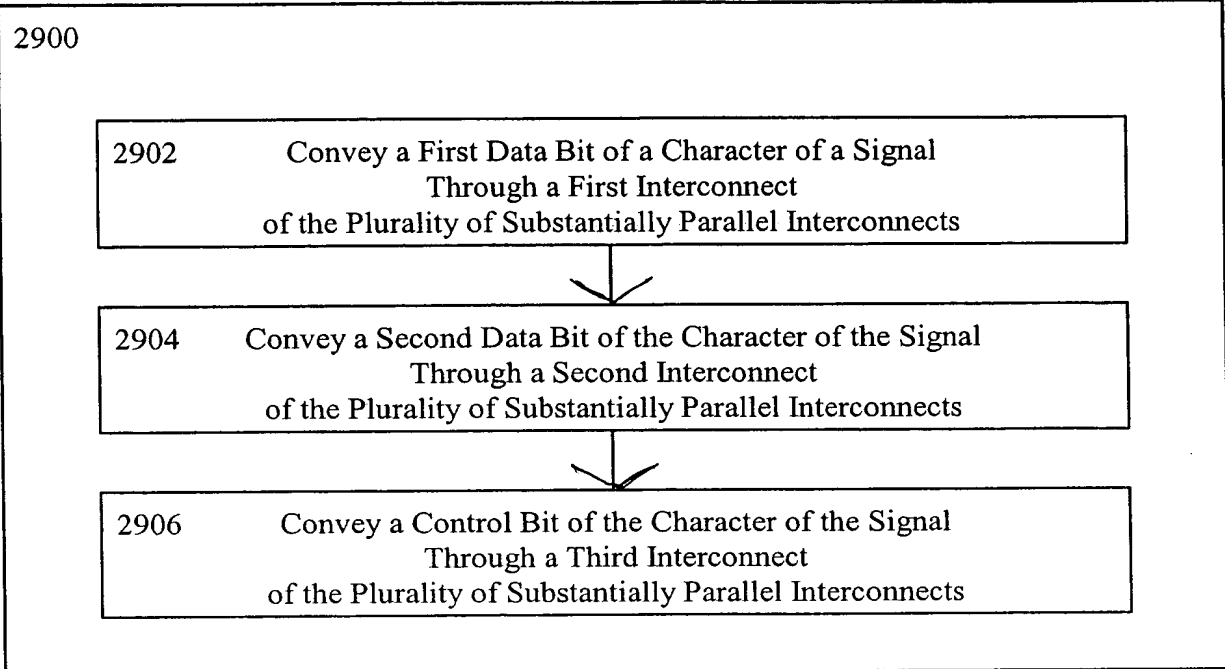 2900
2902 Convey a First Data Bit of a Character of a Signal
Through a First Interconnect
of the Plurality of Substantially Parallel Interconnects
2904 Convey a Second Data Bit of the Character of the Signal
Through a Second Interconnect
of the Plurality of Substantially Parallel Interconnects
2906 Convey a Control Bit of the Character of the Signal
Through a Third Interconnect
of the Plurality of Substantially Parallel Interconnects